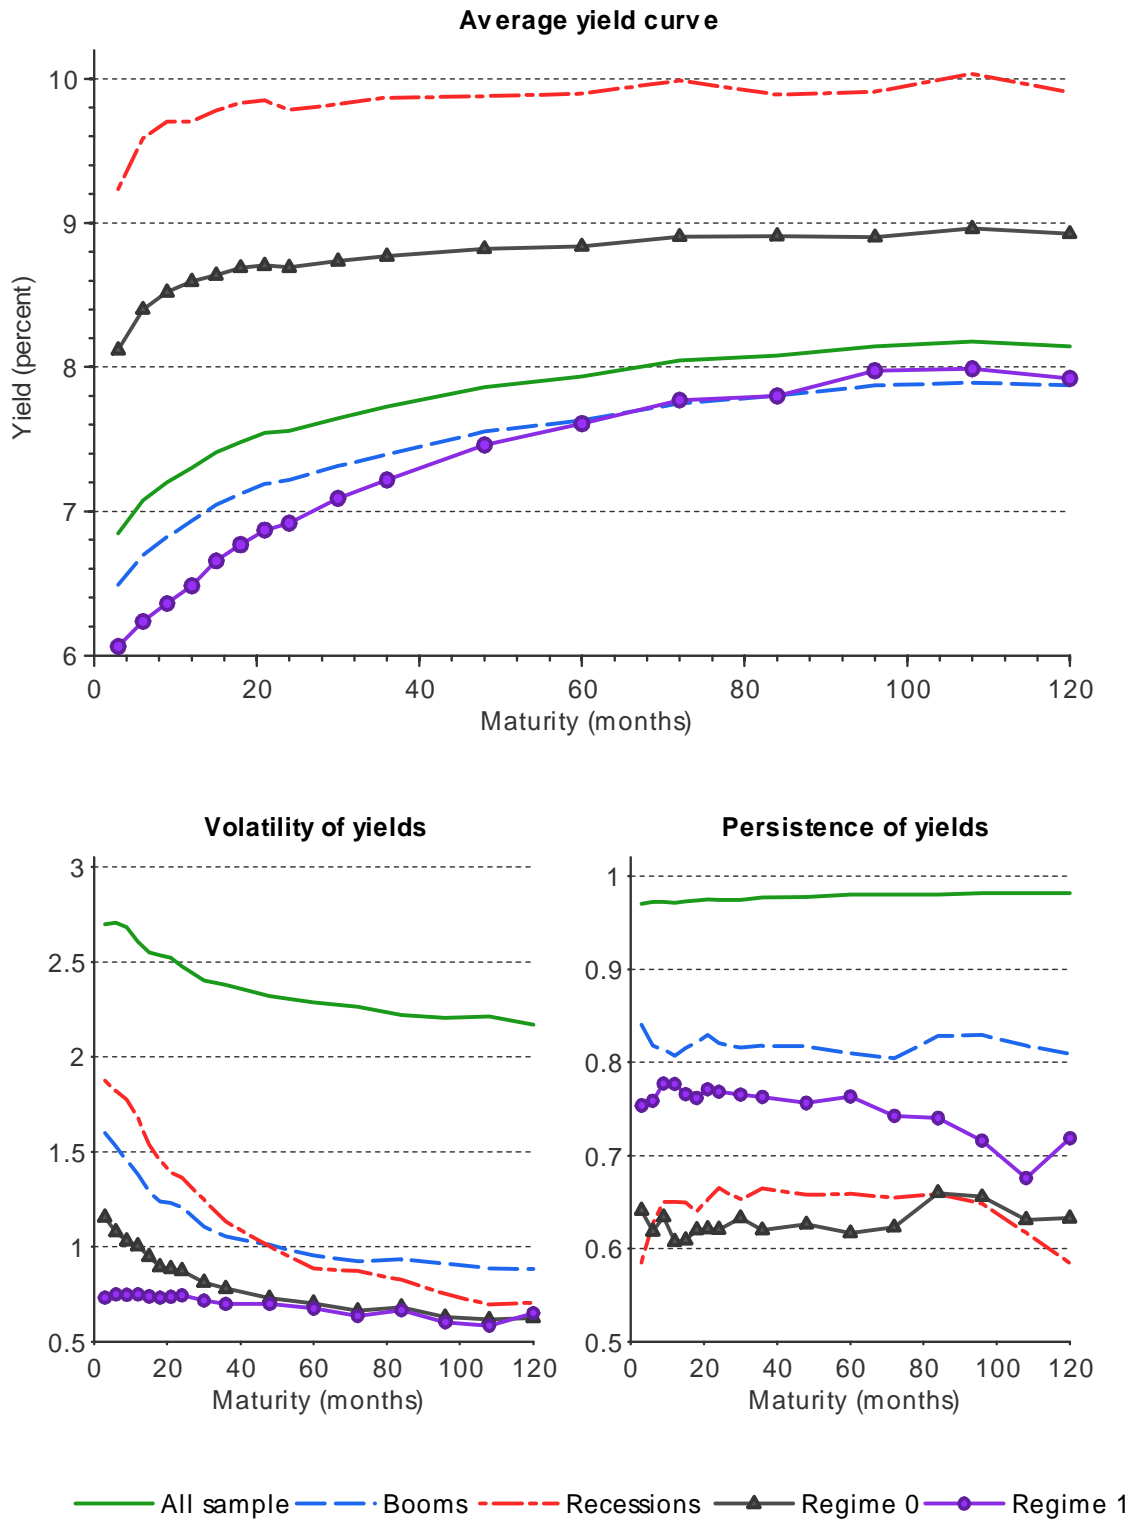 Average yield curve
10
9
8
7
6
Yield (percent)
0 20 40 60 80 100 120
Maturity (months)
Volatility of yields
3
2.5
2
1.5
1
0.5
0 20 40 60 80 100 120
Maturity (months)
Persistence of yields
1
0.9
0.8
0.7
0.6
0.5
0 20 40 60 80 100 120
Maturity (months)
All sample Booms Recessions Regime 0 Regime 1